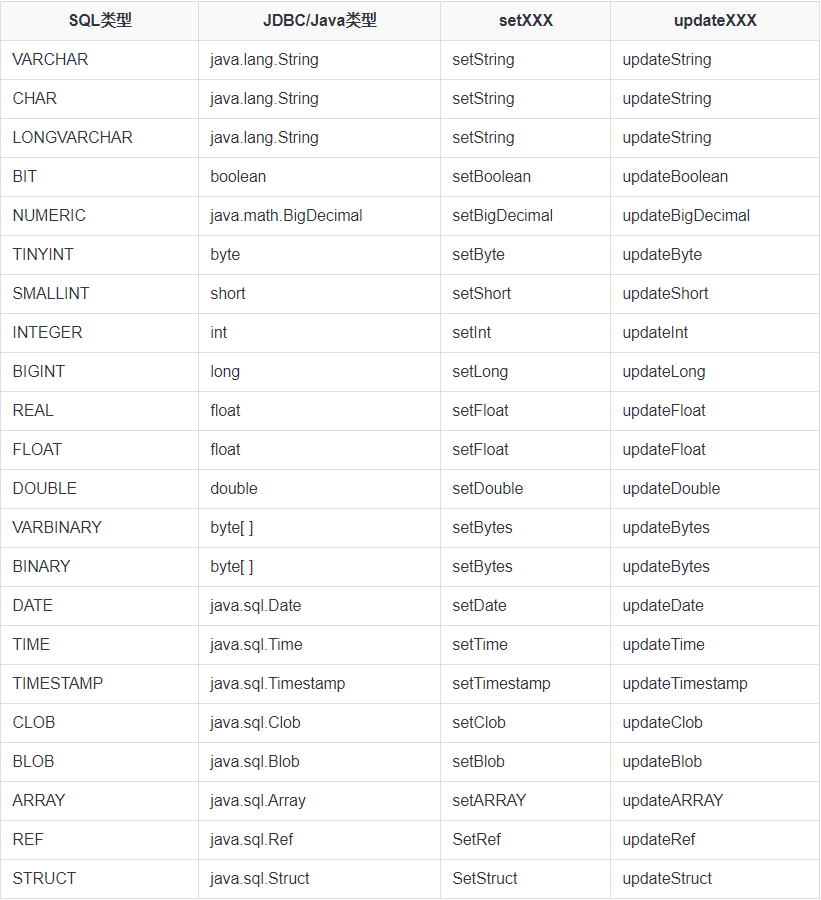 SQL类型 JDBC/Java类型 setXXX updateXXX
VARCHAR java.lang.String setString updateString
CHAR java.lang.String setString updateString
LONGVARCHAR java.lang.String setString updateString
BIT boolean setBoolean updateBoolean
NUMERIC java.math.BigDecimal setBigDecimal updateBigDecimal
TINYINT byte setByte updateByte
SMALLINT short setShort updateShort
INTEGER int setInt updateInt
BIGINT long setLong updateLong
REAL float setFloat updateFloat
FLOAT float setFloat updateFloat
DOUBLE double setDouble updateDouble
VARBINARY byte[ ] setBytes updateBytes
BINARY byte[ ] setBytes updateBytes
DATE java.sql.Date setDate updateDate
TIME java.sql.Time setTime updateTime
TIMESTAMP java.sql.Timestamp setTimestamp updateTimestamp
CLOB java.sql.Clob setClob updateClob
BLOB java.sql.Blob setBlob updateBlob
ARRAY java.sql.Array setARRAY updateARRAY
REF java.sql.Ref SetRef updateRef
STRUCT java.sql.Struct SetStruct updateStruct